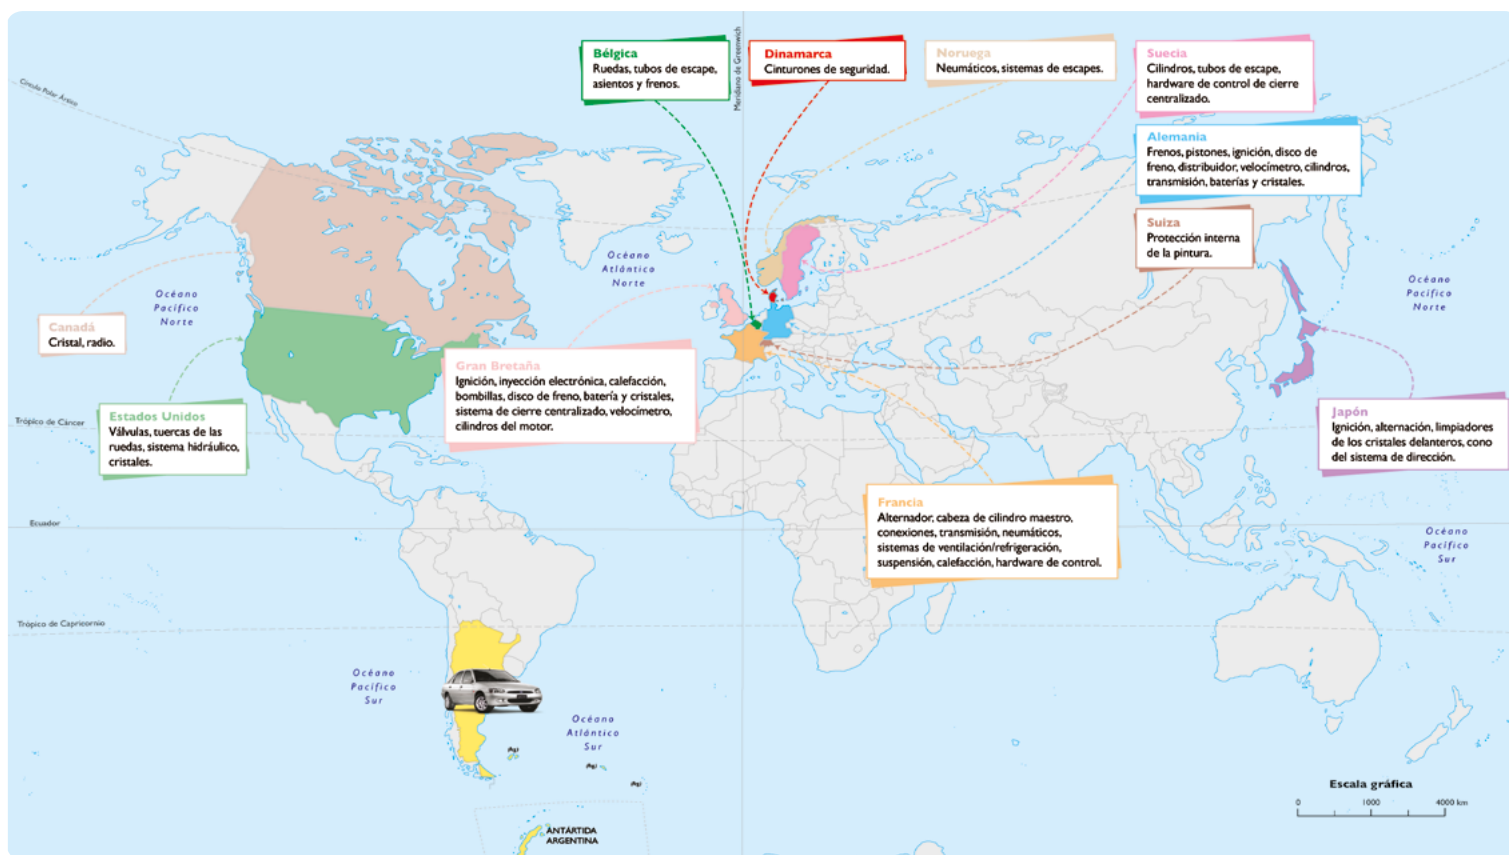 Círculo Polar Ártico
Meridiano de Greenwich
Bélgica
Ruedas, tubos de escape,
asientos y frenos.
Dinamarca
Cinturones de seguridad.
Noruega
Neumáticos, sistemas de escapes.
Suecia
Cilindros, tubos de escape,
hardware de control de cierre
centralizado.
Alemania
Frenos, pistones, ignición, disco de
freno, distribuidor, velocímetro, cilindros,
transmisión, baterías y cristales.
Suiza
Protección interna
de la pintura.
Océano
Atlántico
Norte
Océano
Pacífico
Norte
Océano
Pacífico
Norte
Canadá
Cristal, radio.
Gran Bretaña
Ignición, inyección electrónica, calefacción,
bombillas, disco de freno, batería y cristales,
sistema de cierre centralizado, velocímetro,
cilindros del motor.
Estados Unidos
Válvulas, tuercas de las
ruedas, sistema hidráulico,
cristales.
Trópico de Cáncer
Japón
Ignición, alternación, limpiadores
de los cristales delanteros, cono
del sistema de dirección.
Francia
Alternador, cabeza de cilindro maestro,
conexiones, transmisión, neumáticos,
sistemas de ventilación/refrigeración,
suspensión, calefacción, hardware de control.
Ecuador
Océano
Pacífico
Sur
Trópico de Capricornio
Océano
Pacífico
Sur
Océano
Atlántico
Sur
(Arg.)
(Arg.)
(Arg.)
ANTÁRTIDA
ARGENTINA
Escala gráfica
0 1000 4000 km